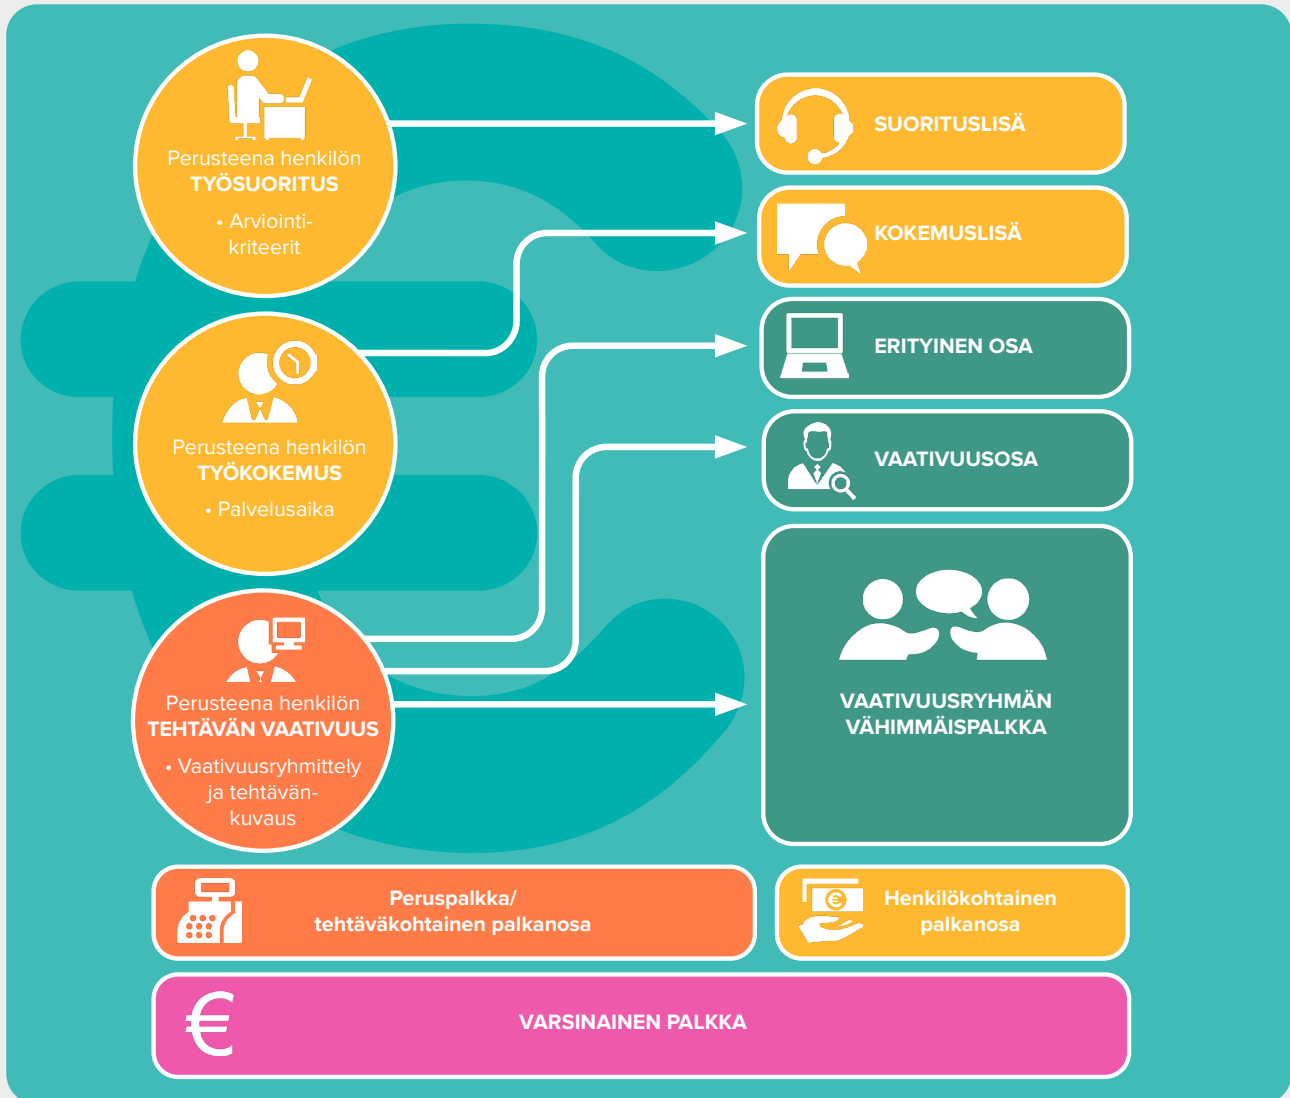 Perusteena henkilön
TYÖSUORITUS
• Arviointi-
kriteerit
Perusteena henkilön
TYÖKOKEMUS
• Palvelusaika
Perusteena henkilön
TEHTÄVÄN VAATIVUUS
• Vaativuusryhmittely
ja tehtävän-
kuvaus
SUORITUSLISÄ
KOKEMUSLISÄ
ERITYINEN OSA
VAATIVUUSOSA
VAATIVUUSRYHMÄN
VÄHIMMÄISPALKKA
Peruspalkka/
tehtäväkohtainen palkanosa
€
Henkilökohtainen
palkanosa
€
VARSINAINEN PALKKA